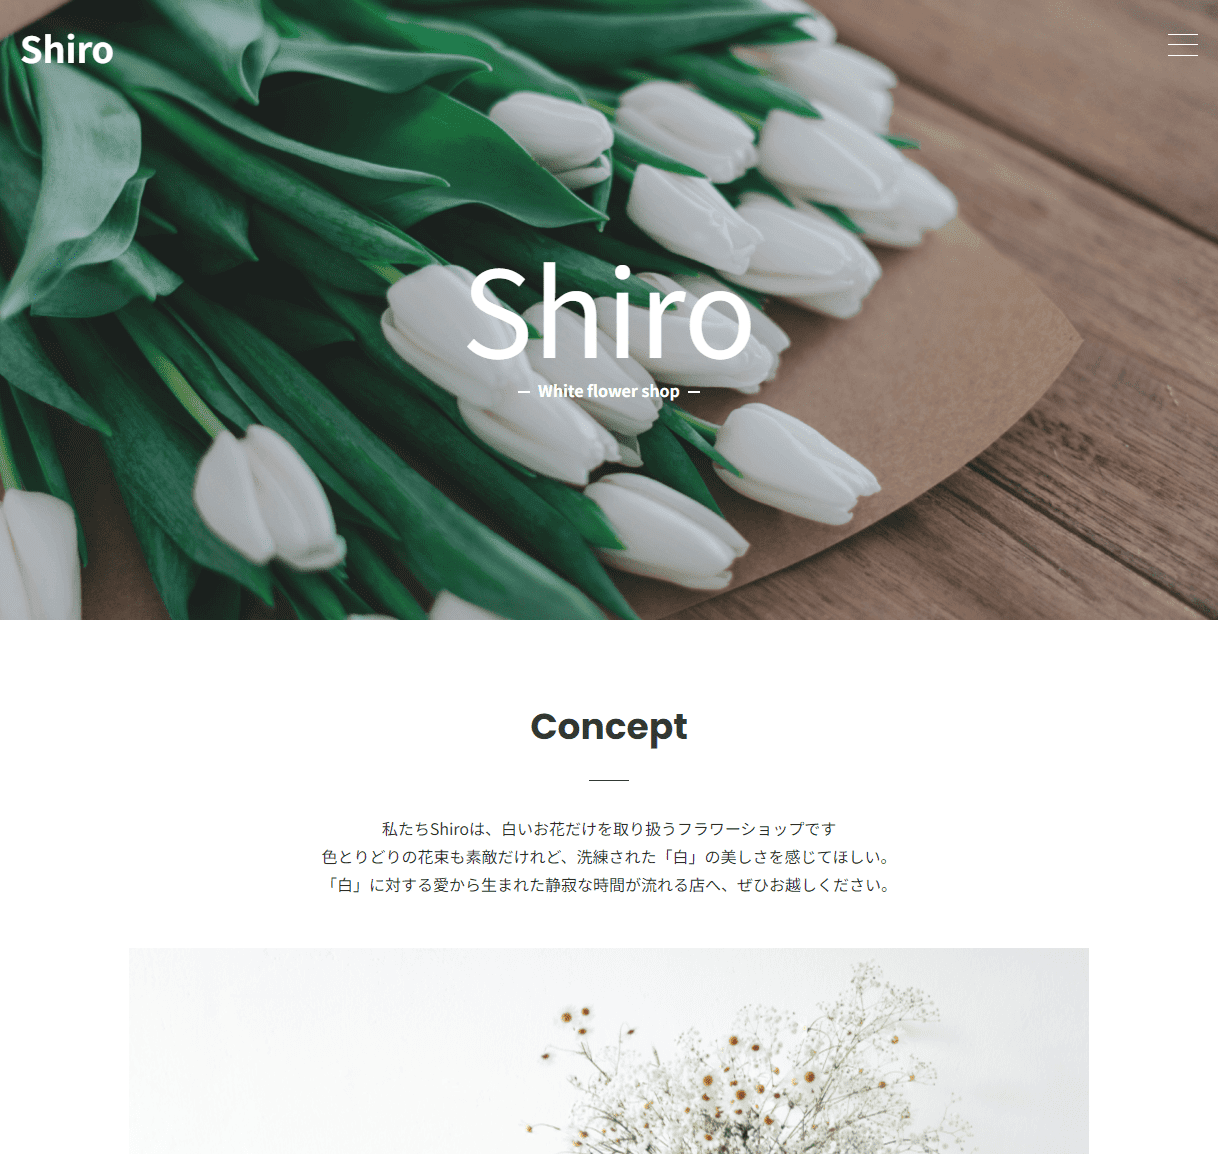 Shiro
Shiro
— White flower shop —
Concept
私たちShiroは、白いお花だけを取り扱うフラワーショップです
色とりどりの花束も素敵だけれど、洗練された「白」の美しさを感じてほしい。
「白」に対する愛から生まれた静寂な時間が流れる店へ、ぜひお越しください。